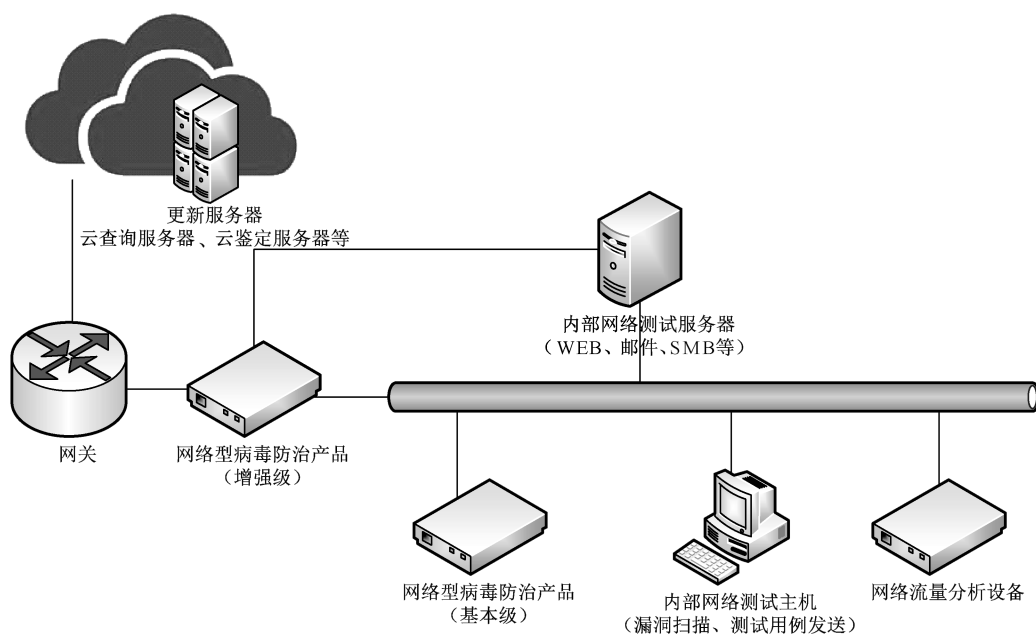 更新服务器
云查询服务器、云鉴定服务器等
内部网络测试服务器
（WEB、邮件、SMB等）
网关
网络型病毒防治产品
（增强级）
网络型病毒防治产品
（基本级）
内部网络测试主机
（漏洞扫描、测试用例发送）
网络流量分析设备